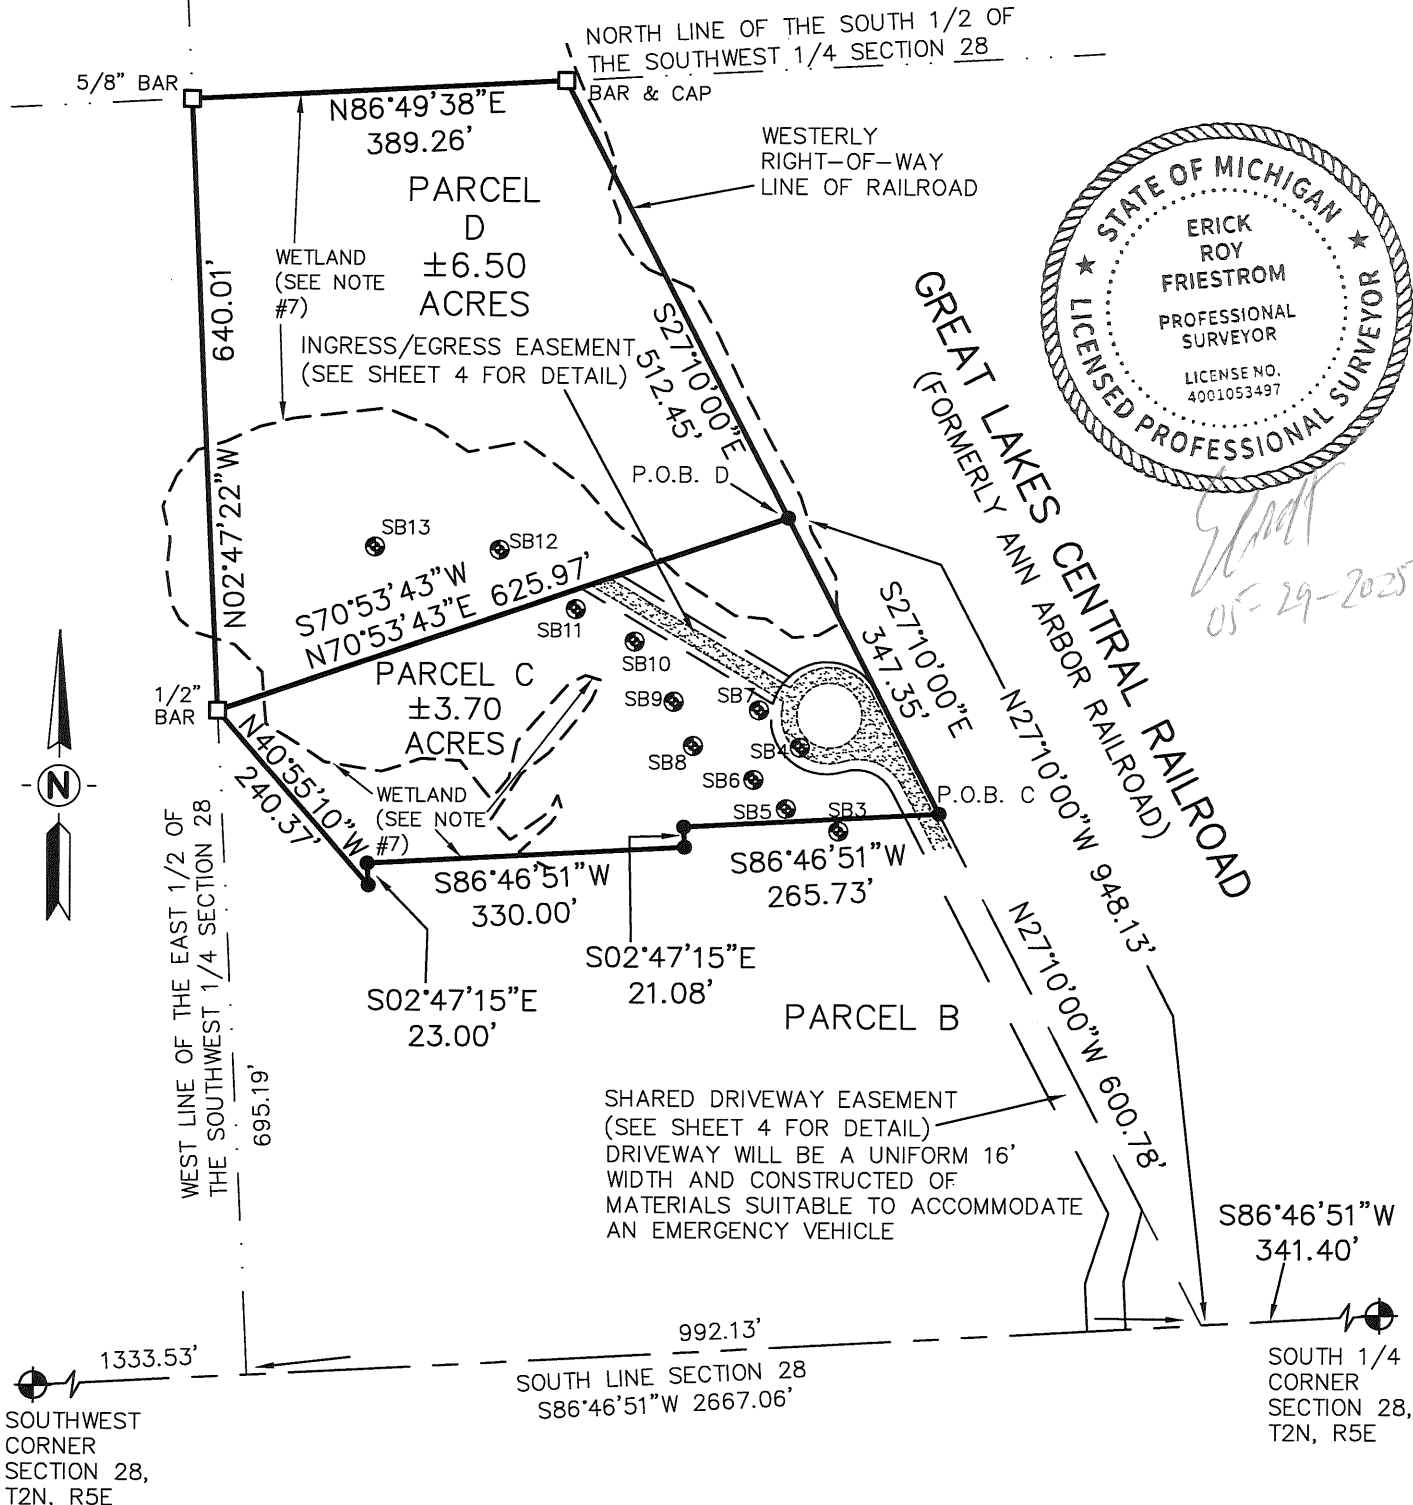 NORTH LINE OF THE SOUTH 1/2 OF
THE SOUTHWEST 1/4 SECTION 28
5/8" BAR
BAR & CAP
N86°49'38"E
389.26'
WESTERLY
RIGHT-OF-WAY
LINE OF RAILROAD
PARCEL
D
±6.50
ACRES
WETLAND
(SEE NOTE
#7)
640.01'
N02°47'22"W
INGRESS/EGRESS EASEMENT
(SEE SHEET 4 FOR DETAIL)
S27°10'00"E
512.45'
STATE OF MICHIGAN
ERICK
ROY
FRIESTROM
PROFESSIONAL
SURVEYOR
LICENSE NO.
4001053497
LICENSED PROFESSIONAL SURVEYOR
05-29-2025
GREAT LAKES CENTRAL RAILROAD
(FORMERLY ANN ARBOR RAILROAD)
P.O.B. D
SB13
SB12
S70°53'43"W
N70°53'43"E 625.97'
SB11
SB10
SB9
SB7
SB8
SB4
SB6
SB5
SB3
S27°10'00"E
347.35'
1/2"
BAR
PARCEL C
±3.70
ACRES
N40°55'10"W
240.37'
WETLAND
(SEE NOTE
#7)
P.O.B. C
N27°10'00"W 948.13'
N27°10'00"W 600.78'
S86°46'51"W
265.73'
S86°46'51"W
330.00'
S02°47'15"E
21.08'
S02°47'15"E
23.00'
N
WEST LINE OF THE EAST 1/2 OF
THE SOUTHWEST 1/4 SECTION 28
695.19'
PARCEL B
SHARED DRIVEWAY EASEMENT
(SEE SHEET 4 FOR DETAIL)
DRIVEWAY WILL BE A UNIFORM 16'
WIDTH AND CONSTRUCTED OF
MATERIALS SUITABLE TO ACCOMMODATE
AN EMERGENCY VEHICLE
S86°46'51"W
341.40'
1333.53'
992.13'
SOUTH LINE SECTION 28
S86°46'51"W 2667.06'
SOUTHWEST
CORNER
SECTION 28,
T2N, R5E
SOUTH 1/4
CORNER
SECTION 28,
T2N, R5E